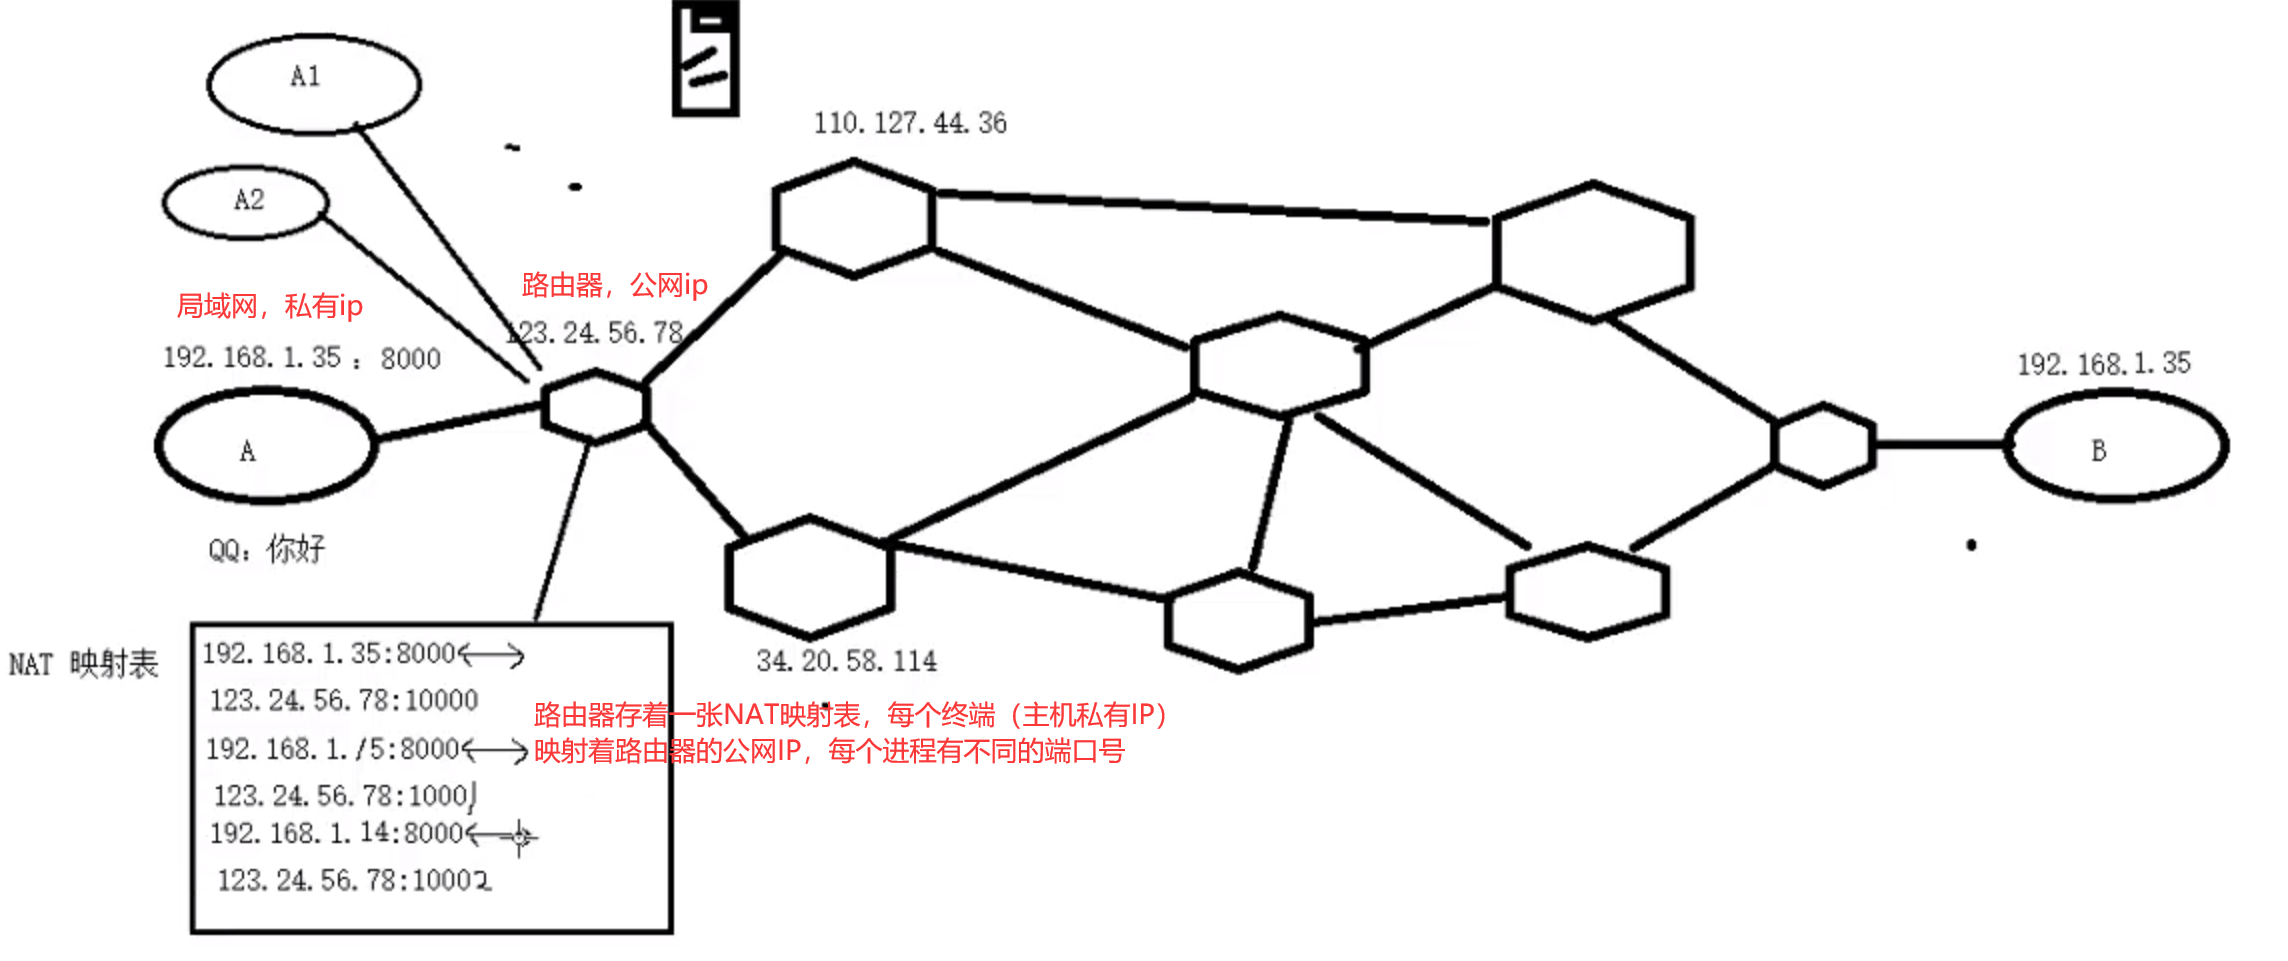 A1
110.127.44.36
A2
路由器，公网ip
局域网，私有ip
123.24.56.78
192.168.1.35 : 8000
192.168.1.35
A
B
QQ：你好
NAT 映射表
192.168.1.35:8000
123.24.56.78:10000
192.168.1./5:8000
123.24.56.78:10001
192.168.1.14:8000
123.24.56.78:10002
34.20.58.114
路由器存着一张NAT映射表，每个终端（主机私有IP）
映射着路由器的公网IP，每个进程有不同的端口号